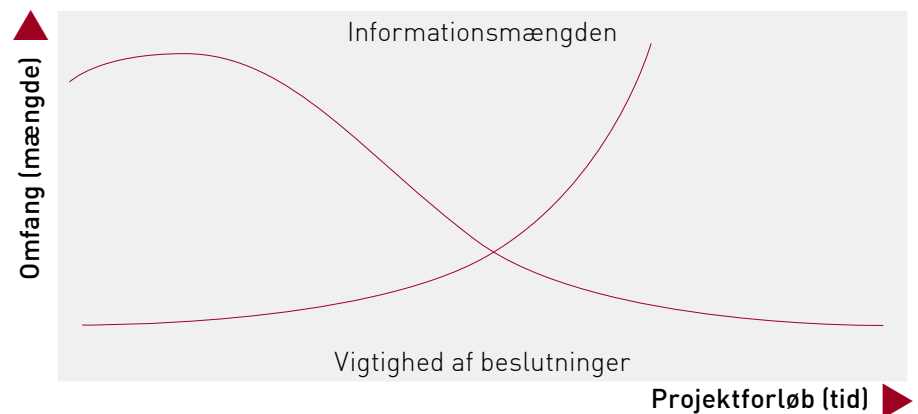 Informationsmængden
Omfang (mængde)
Vigtighed af beslutninger
Projektforløb (tid)